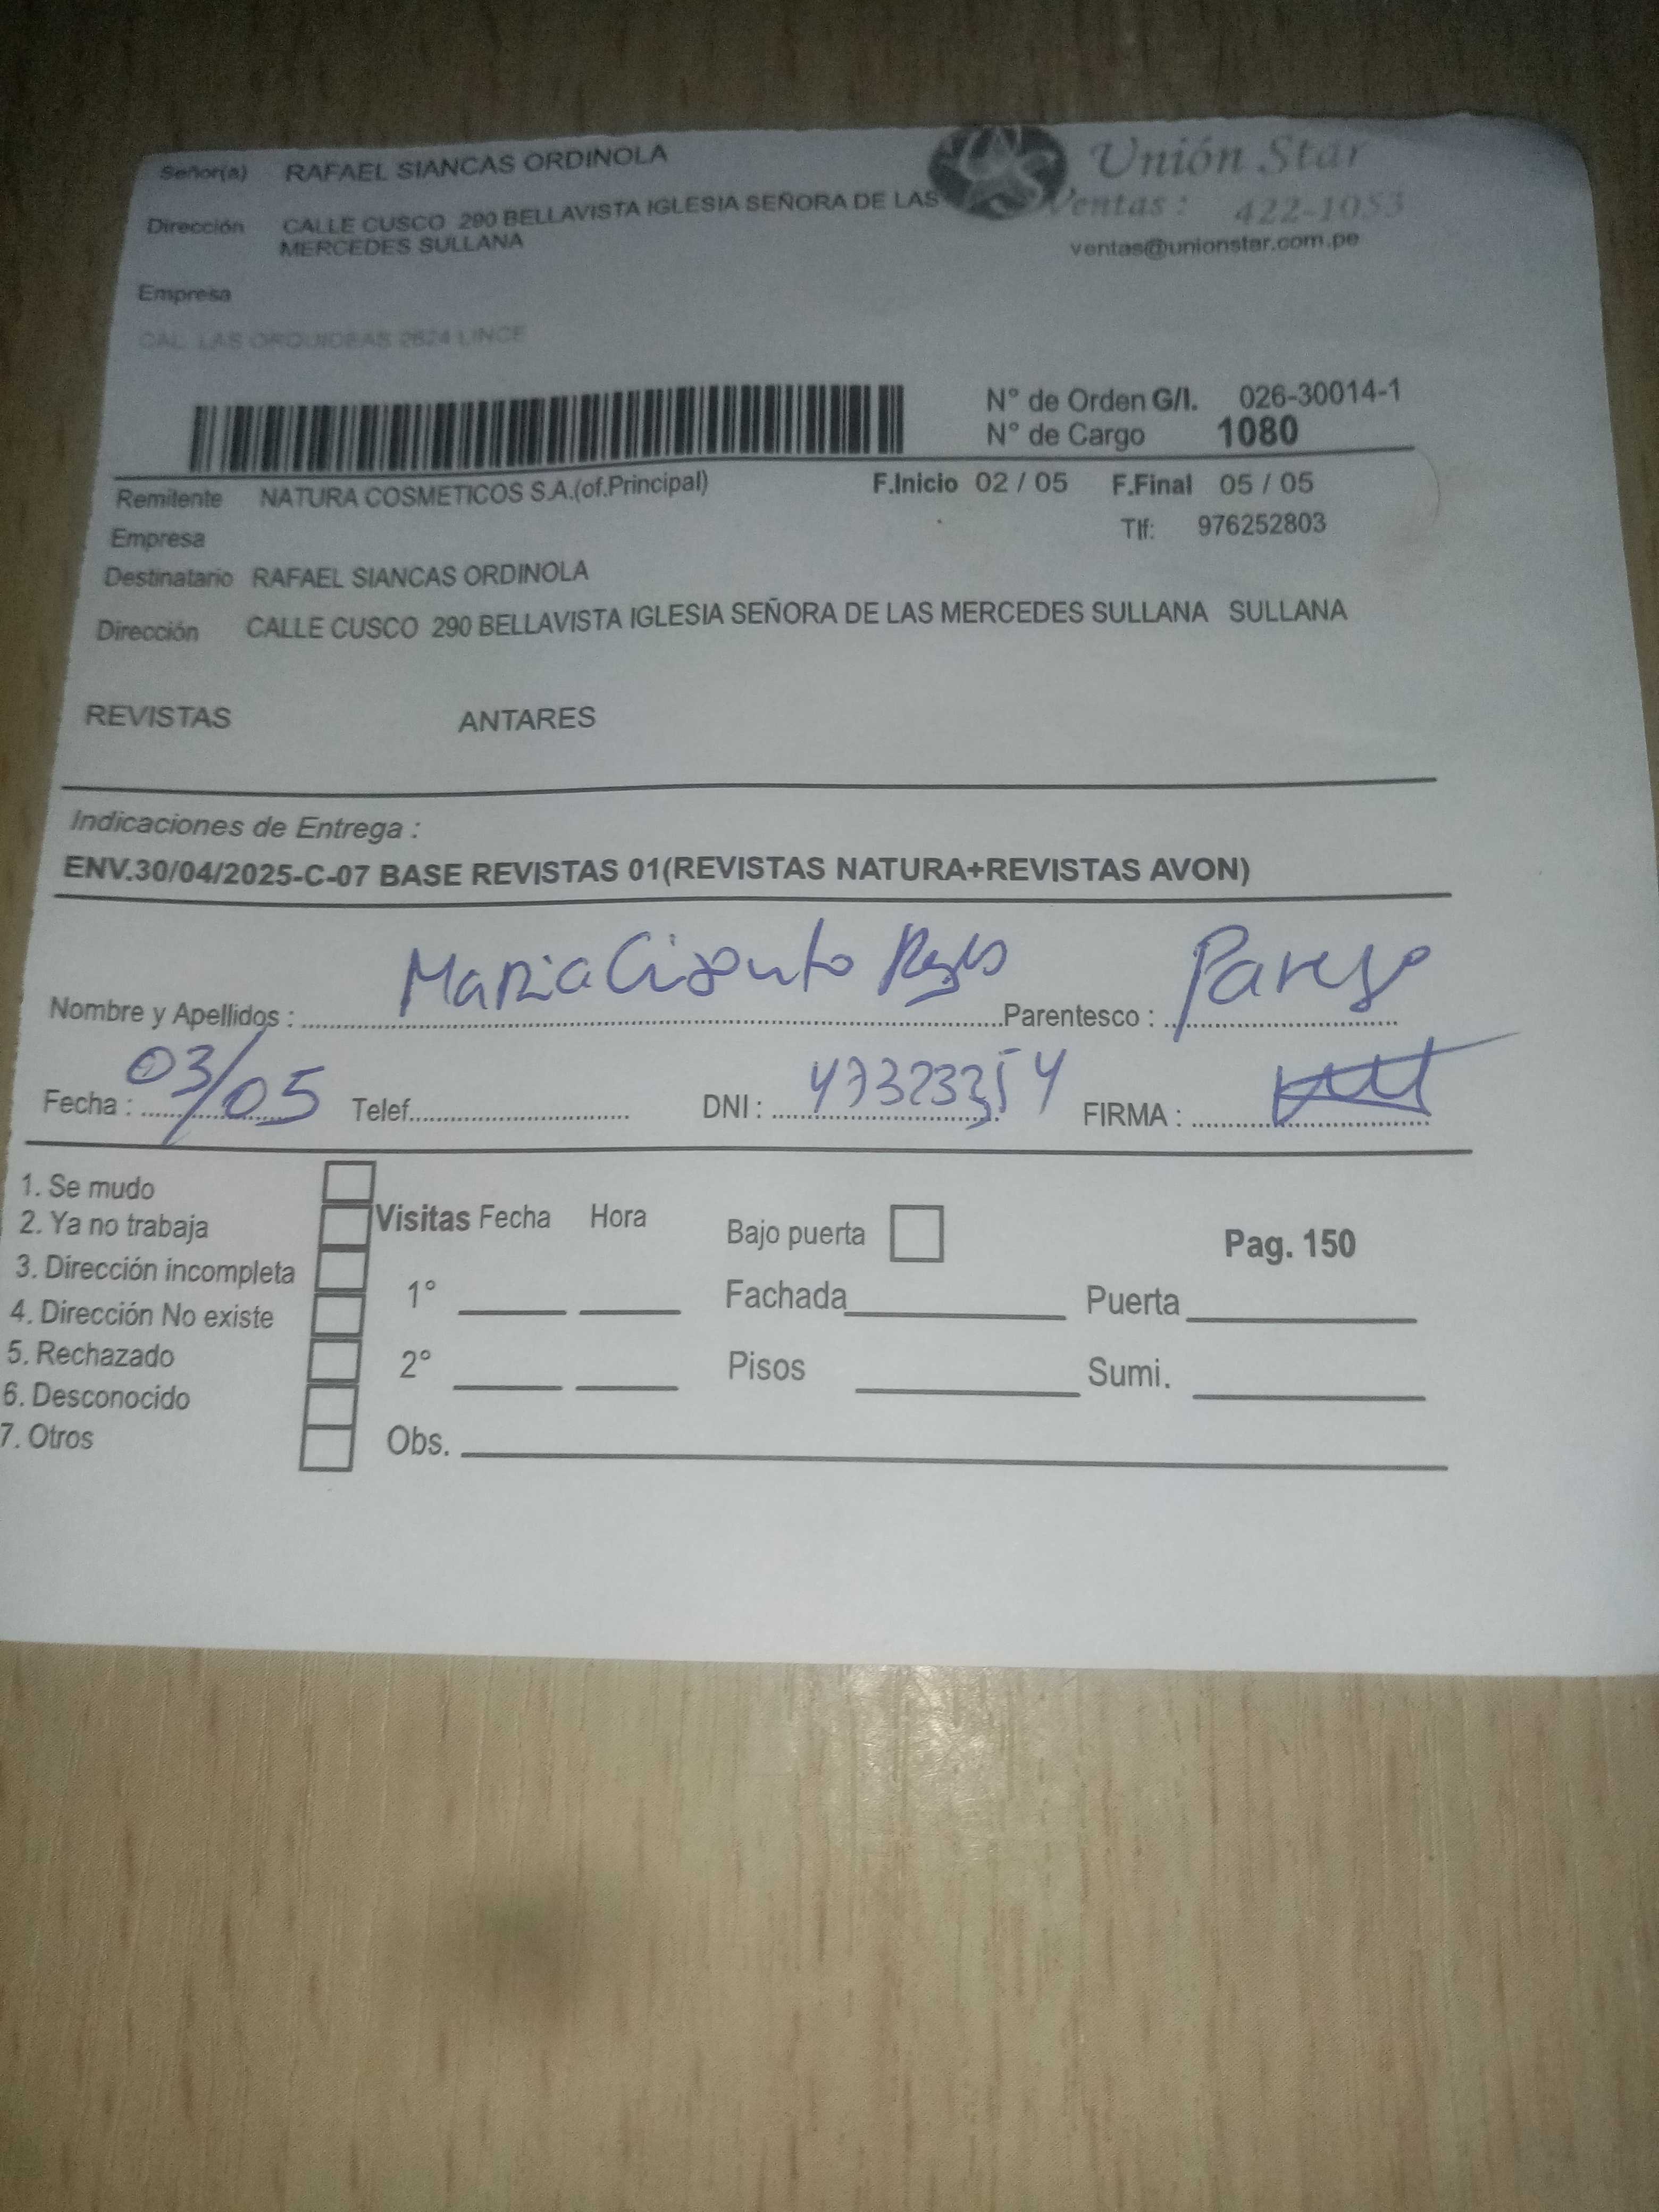 Señor(a) RAFAEL SIANCAS ORDINOLA
Unión Star
Dirección CALLE CUSCO 290 BELLAVISTA IGLESIA SEÑORA DE LAS
MERCEDES SULLANA
Ventas : 422-1053
ventas@unionstar.com.pe
Empresa
CAL. LAS ORQUIDEAS 2624 LINCE
N° de Orden G/I. 026-30014-1
N° de Cargo 1080
Remitente NATURA COSMETICOS S.A.(of.Principal) F.Inicio 02 / 05 F.Final 05 / 05
Empresa Tlf: 976252803
Destinatario RAFAEL SIANCAS ORDINOLA
Dirección CALLE CUSCO 290 BELLAVISTA IGLESIA SEÑORA DE LAS MERCEDES SULLANA SULLANA
REVISTAS ANTARES
Indicaciones de Entrega :
ENV.30/04/2025-C-07 BASE REVISTAS 01(REVISTAS NATURA+REVISTAS AVON)
Nombre y Apellidos : Maria Parentesco :
Fecha : 03/05 Telef. DNI : FIRMA :
1. Se mudo
2. Ya no trabaja
3. Dirección incompleta
4. Dirección No existe
5. Rechazado
6. Desconocido
7. Otros
Visitas Fecha Hora
1°
2°
Obs.
Bajo puerta
Pag. 150
Fachada Puerta
Pisos Sumi.